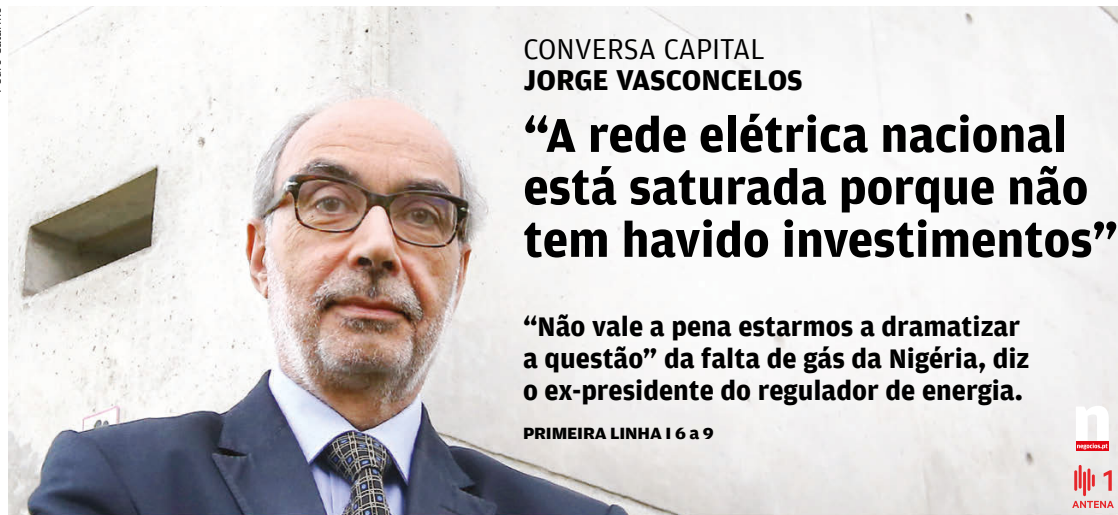 CONVERSA CAPITAL
JORGE VASCONCELOS
“A rede elétrica nacional
está saturada porque não
tem havido investimentos”
“Não vale a pena estarmos a dramatizar
a questão” da falta de gás da Nigéria, diz
o ex-presidente do regulador de energia.
PRIMEIRA LINHA I 6 a 9
n
negocios.pt
1
ANTENA